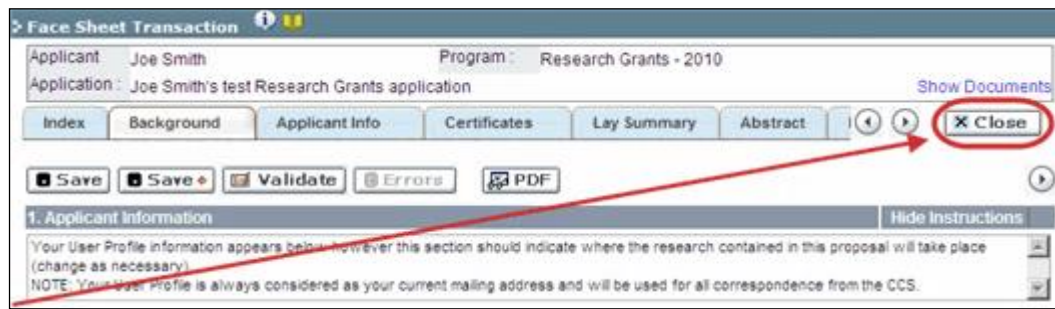 Face Sheet Transaction
Applicant Joe Smith Program : Research Grants - 2010
Application : Joe Smith's test Research Grants application Show Documents
Index Background Applicant Info Certificates Lay Summary Abstract X Close
Save Save Validate Errors PDF
1. Applicant Information Hide Instructions
Your User Profile information appears below however this section should indicate where the research contained in this proposal will take place
(change as necessary)
NOTE: Your User Profile is always considered as your current mailing address and will be used for all correspondence from the CCS.